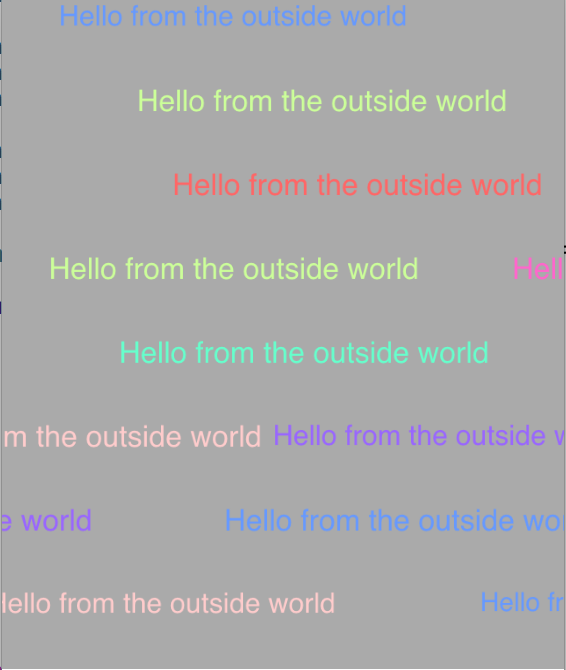 Hello from the outside world
Hello from the outside world
Hello from the outside world
Hello from the outside world Hell
Hello from the outside world
m the outside world Hello from the outside w
e world Hello from the outside wo
Hello from the outside world Hello fr